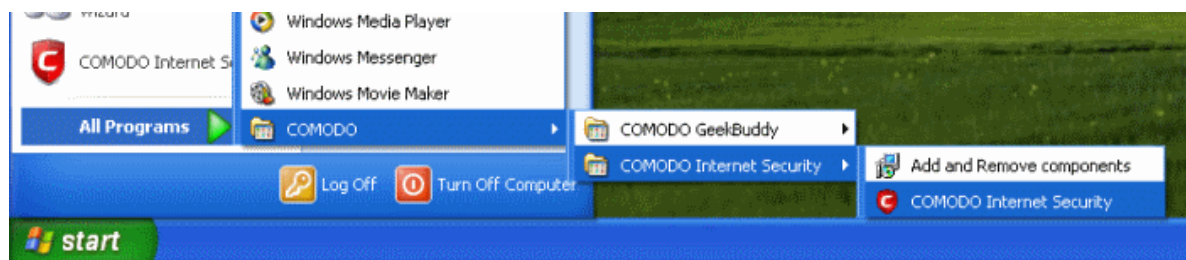 Wizard
Windows Media Player
COMODO Internet S
Windows Messenger
Windows Movie Maker
All Programs
COMODO
COMODO GeekBuddy
COMODO Internet Security
Add and Remove components
COMODO Internet Security
Log Off
Turn Off Computer
start